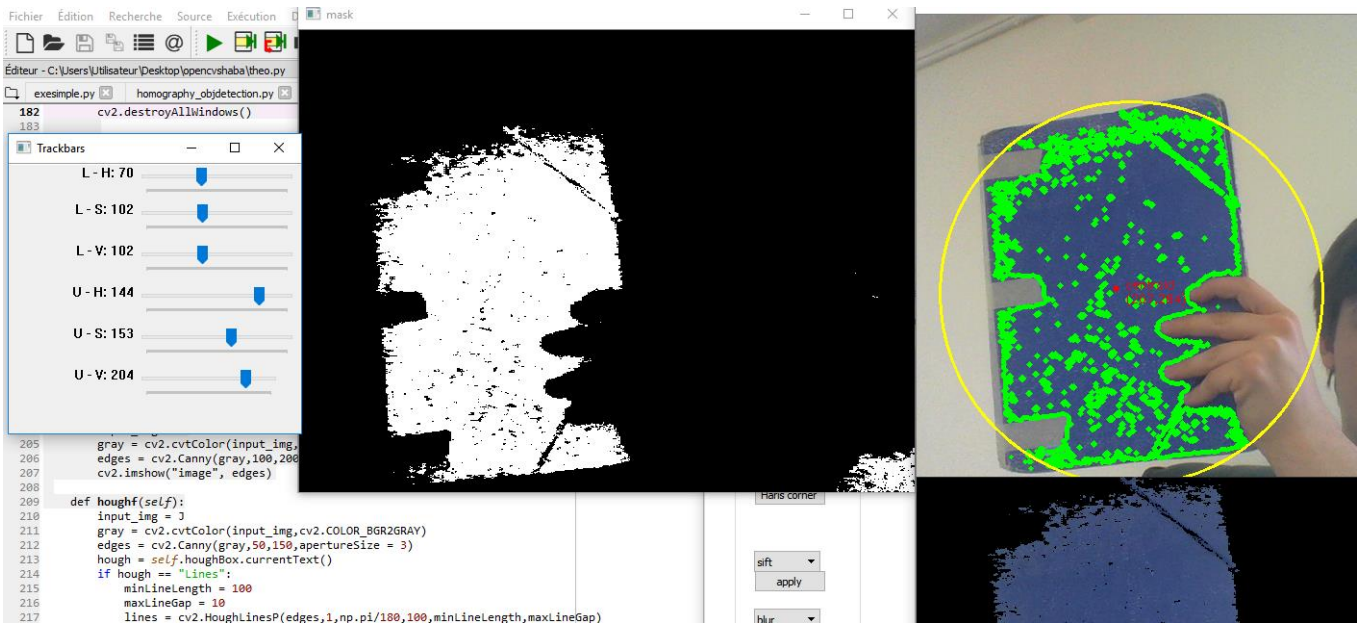 Fichier Édition Recherche Source Exécution
mask
Éditeur - C:\Users\Utilisateur\Desktop\opencvshaba\theo.py
exesimple.py homography_objdetection.py
182 cv2.destroyAllWindows()
183
Trackbars
L - H: 70
L - S: 102
L - V: 102
U - H: 144
U - S: 153
U - V: 204
205 gray = cv2.cvtColor(input_img,
206 edges = cv2.Canny(gray,100,200
207 cv2.imshow("image", edges)
208
209 def houghf(self):
210 input_img = J
211 gray = cv2.cvtColor(input_img,cv2.COLOR_BGR2GRAY)
212 edges = cv2.Canny(gray,50,150,apertureSize = 3)
213 hough = self.houghBox.currentText()
214 if hough == "Lines":
215 minLineLength = 100
216 maxLineGap = 10
217 lines = cv2.HoughLinesP(edges,1,np.pi/180,100,minLineLength,maxLineGap)
Haris corner
sift
apply
blur